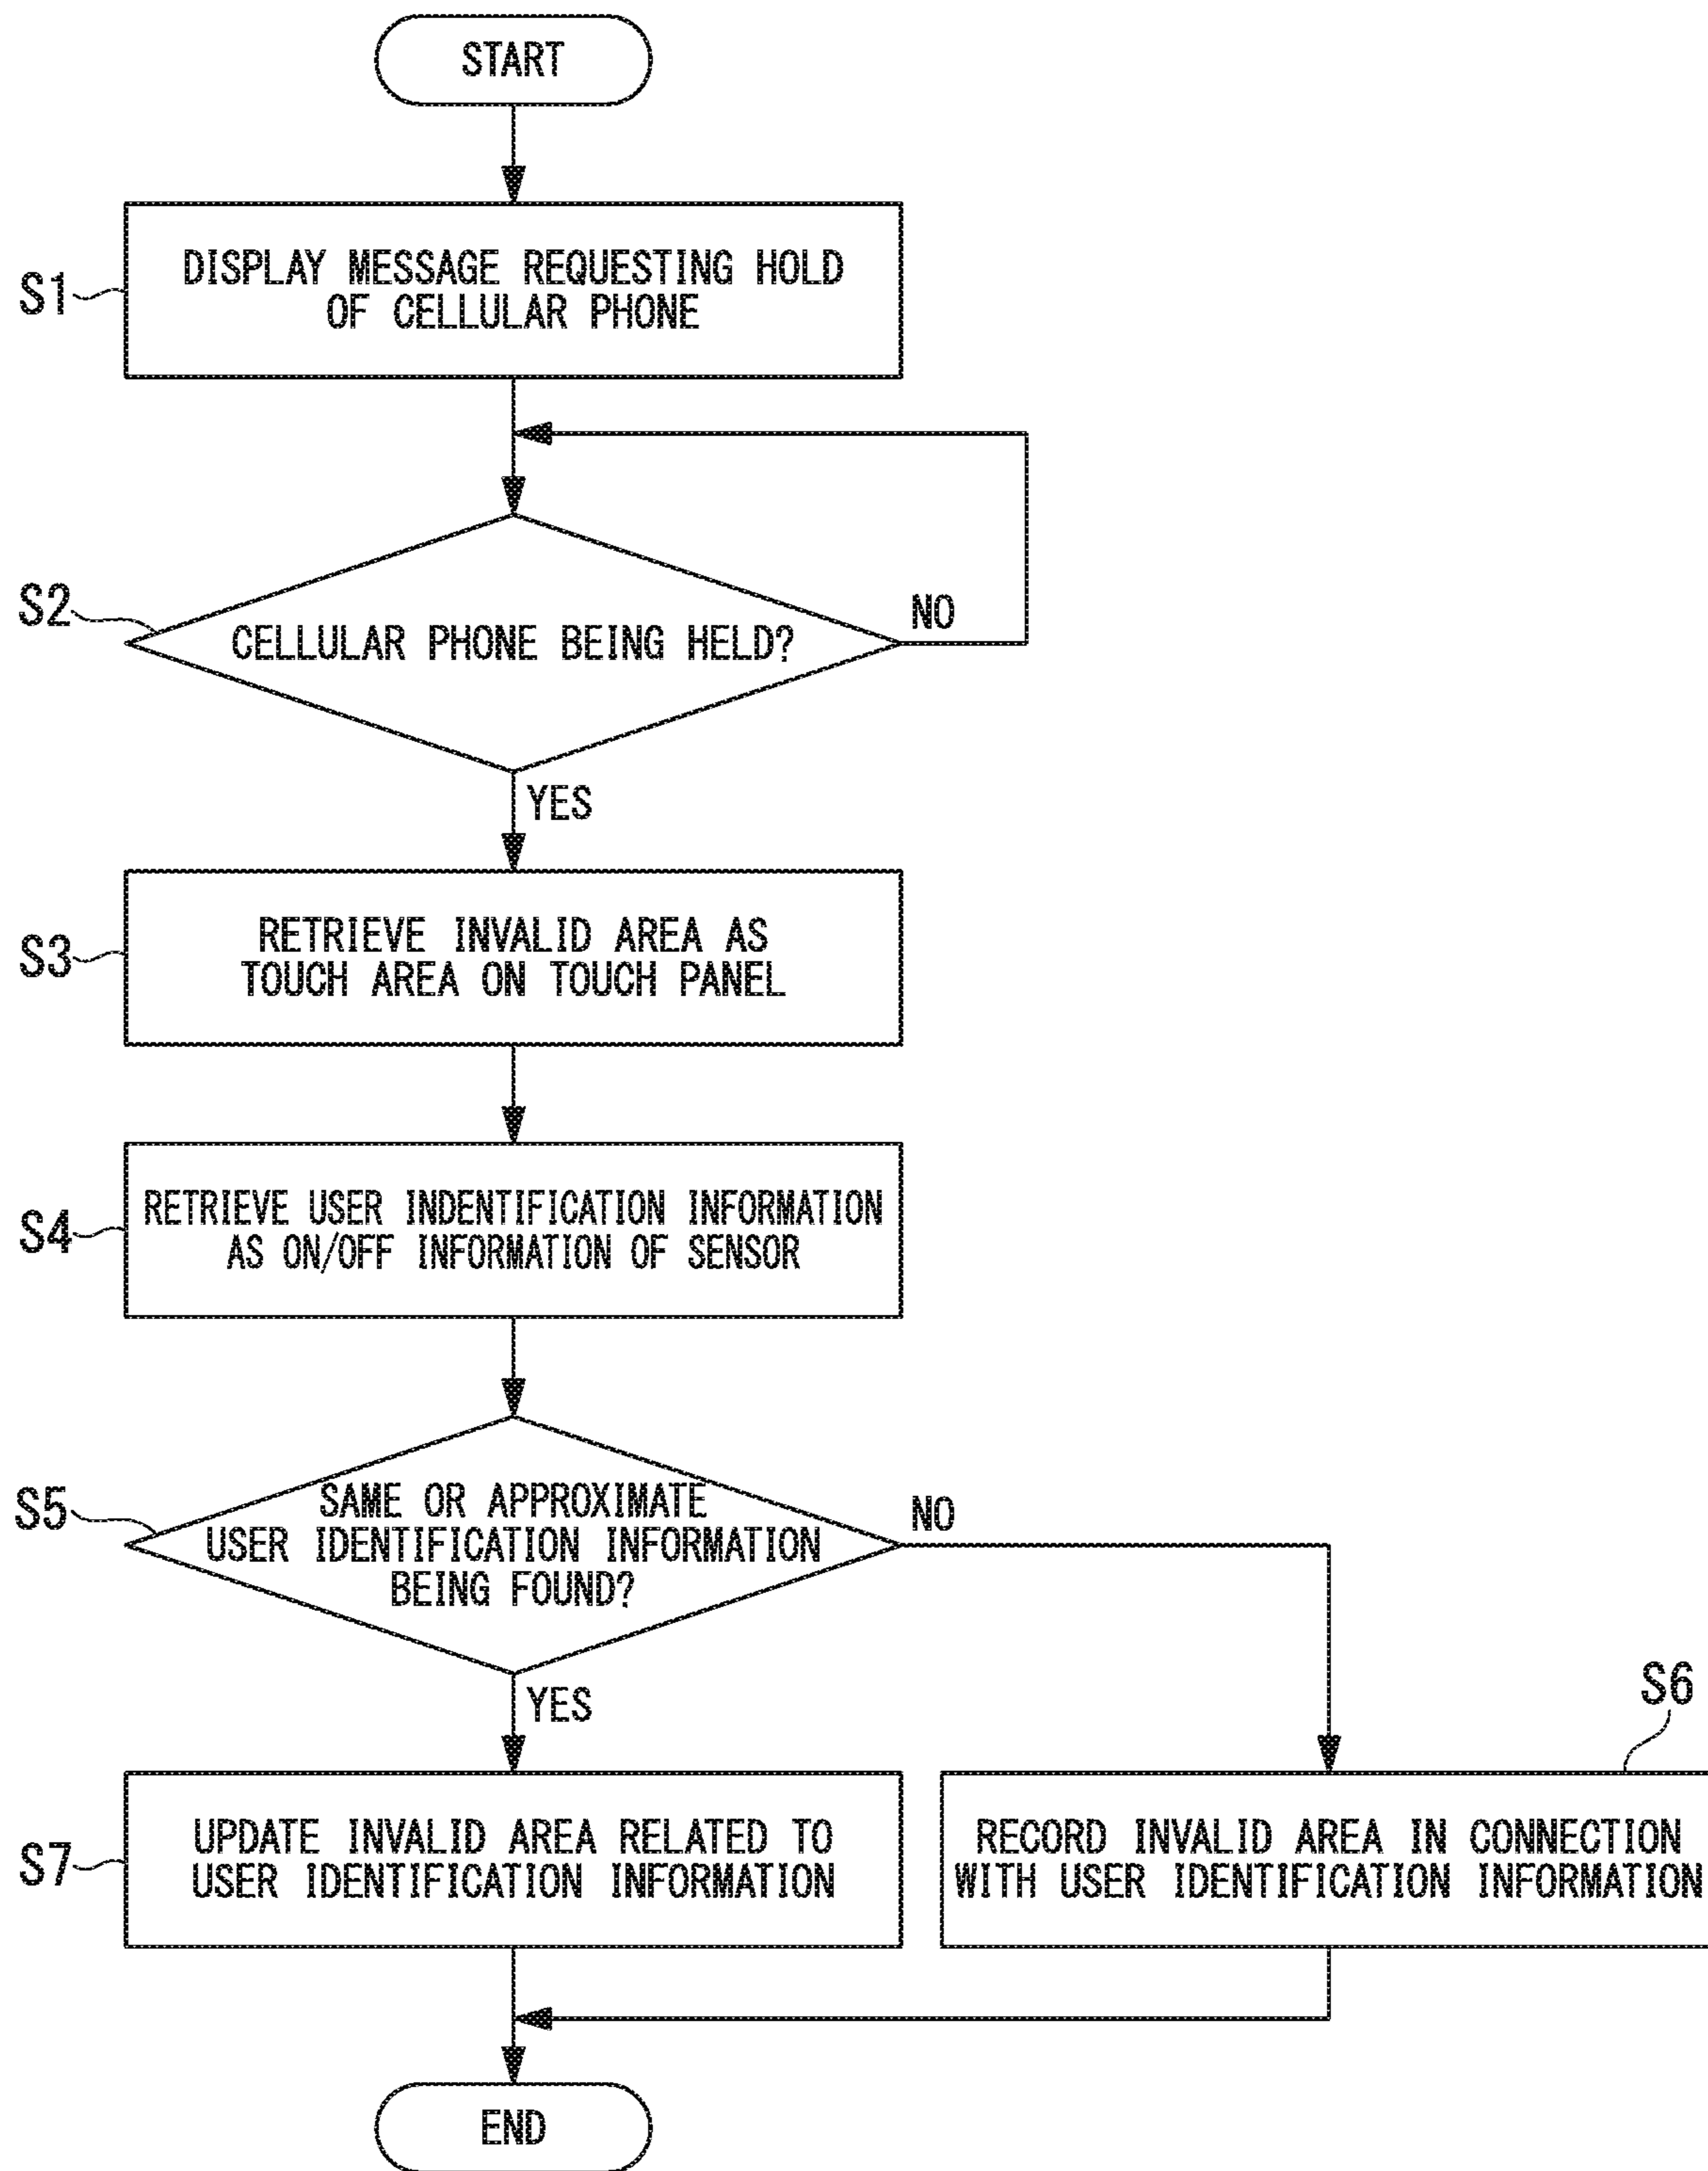 START
S1
DISPLAY MESSAGE REQUESTING HOLD
OF CELLULAR PHONE
S2
CELLULAR PHONE BEING HELD?
NO
YES
S3
RETRIEVE INVALID AREA AS
TOUCH AREA ON TOUCH PANEL
S4
RETRIEVE USER INDENTIFICATION INFORMATION
AS ON/OFF INFORMATION OF SENSOR
S5
SAME OR APPROXIMATE
USER IDENTIFICATION INFORMATION
BEING FOUND?
NO
YES
S6
S7
UPDATE INVALID AREA RELATED TO
USER IDENTIFICATION INFORMATION
RECORD INVALID AREA IN CONNECTION
WITH USER IDENTIFICATION INFORMATION
END